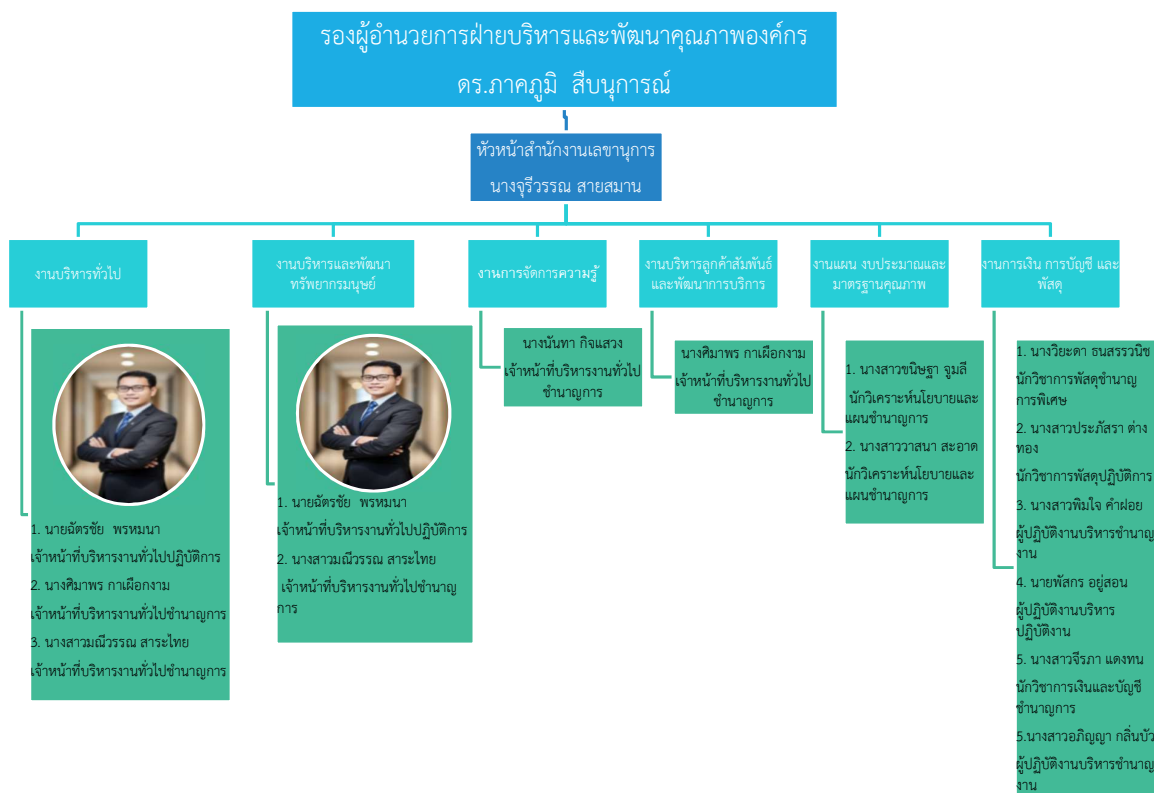 รองผู้อำนวยการฝ่ายบริหารและพัฒนาคุณภาพองค์กร
ดร.ภาคภูมิ สืบนุการณ์
หัวหน้าสำนักงานเลขานุการ
นางจุรีวรรณ สายสมาน
งานบริหารทั่วไป
1. นายฉัตรชัย พรหมนา
เจ้าหน้าที่บริหารงานทั่วไปปฏิบัติการ
2. นางศิมาพร กาเผือกงาม
เจ้าหน้าที่บริหารงานทั่วไปชำนาญการ
3. นางสาวมณีวรรณ สาระไทย
เจ้าหน้าที่บริหารงานทั่วไปชำนาญการ
งานบริหารและพัฒนา
ทรัพยากรมนุษย์
1. นายฉัตรชัย พรหมนา
เจ้าหน้าที่บริหารงานทั่วไปปฏิบัติการ
2. นางสาวมณีวรรณ สาระไทย
เจ้าหน้าที่บริหารงานทั่วไปชำนาญ
การ
งานการจัดการความรู้
นางนันทา กิจแสวง
เจ้าหน้าที่บริหารงานทั่วไป
ชำนาญการ
งานบริหารลูกค้าสัมพันธ์
และพัฒนาการบริการ
นางศิมาพร กาเผือกงาม
เจ้าหน้าที่บริหารงานทั่วไป
ชำนาญการ
งานแผน งบประมาณและ
มาตรฐานคุณภาพ
1. นางสาวขนิษฐา จูมลี
นักวิเคราะห์นโยบายและ
แผนชำนาญการ
2. นางสาววาสนา สะอาด
นักวิเคราะห์นโยบายและ
แผนชำนาญการ
งานการเงิน การบัญชี และ
พัสดุ
1. นางวิยะดา ธนสรรวนิช
นักวิชาการพัสดุชำนาญ
การพิเศษ
2. นางสาวประภัสรา ต่าง
ทอง
นักวิชาการพัสดุปฏิบัติการ
3. นางสาวพิมใจ คำฝอย
ผู้ปฏิบัติงานบริหารชำนาญ
งาน
4. นายพัสกร อยู่สอน
ผู้ปฏิบัติงานบริหาร
ปฏิบัติงาน
5. นางสาวจีรภา แดงทน
นักวิชาการเงินและบัญชี
ชำนาญการ
5.นางสาวอภิญญา กลิ่นบัว
ผู้ปฏิบัติงานบริหารชำนาญ
งาน